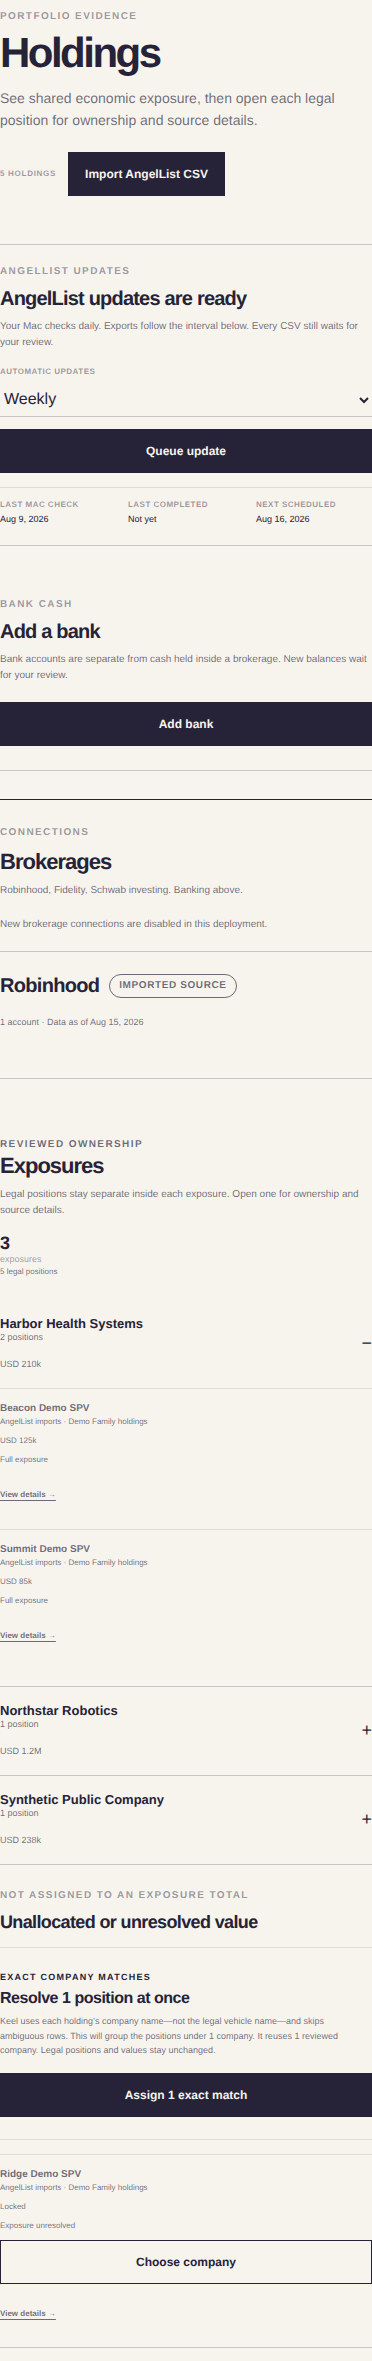 PORTFOLIO EVIDENCE
Holdings
See shared economic exposure, then open each legal
position for ownership and source details.
5 HOLDINGS
Import AngelList CSV
ANGELLIST UPDATES
AngelList updates are ready
Your Mac checks daily. Exports follow the interval below. Every CSV still waits for
your review.
AUTOMATIC UPDATES
Weekly
Queue update
LAST MAC CHECK
Aug 9, 2026
LAST COMPLETED
Not yet
NEXT SCHEDULED
Aug 16, 2026
BANK CASH
Add a bank
Bank accounts are separate from cash held inside a brokerage. New balances wait
for your review.
Add bank
CONNECTIONS
Brokerages
Robinhood, Fidelity, Schwab investing. Banking above.
New brokerage connections are disabled in this deployment.
Robinhood
IMPORTED SOURCE
1 account · Data as of Aug 15, 2026
REVIEWED OWNERSHIP
Exposures
Legal positions stay separate inside each exposure. Open one for ownership and
source details.
3
exposures
5 legal positions
Harbor Health Systems
2 positions
−
USD 210k
Beacon Demo SPV
AngelList imports · Demo Family holdings
USD 125k
Full exposure
View details →
Summit Demo SPV
AngelList imports · Demo Family holdings
USD 85k
Full exposure
View details →
Northstar Robotics
1 position
+
USD 1.2M
Synthetic Public Company
1 position
+
USD 238k
NOT ASSIGNED TO AN EXPOSURE TOTAL
Unallocated or unresolved value
EXACT COMPANY MATCHES
Resolve 1 position at once
Keel uses each holding's company name—not the legal vehicle name—and skips
ambiguous rows. This will group the positions under 1 company. It reuses 1 reviewed
company. Legal positions and values stay unchanged.
Assign 1 exact match
Ridge Demo SPV
AngelList imports · Demo Family holdings
Locked
Exposure unresolved
Choose company
View details →